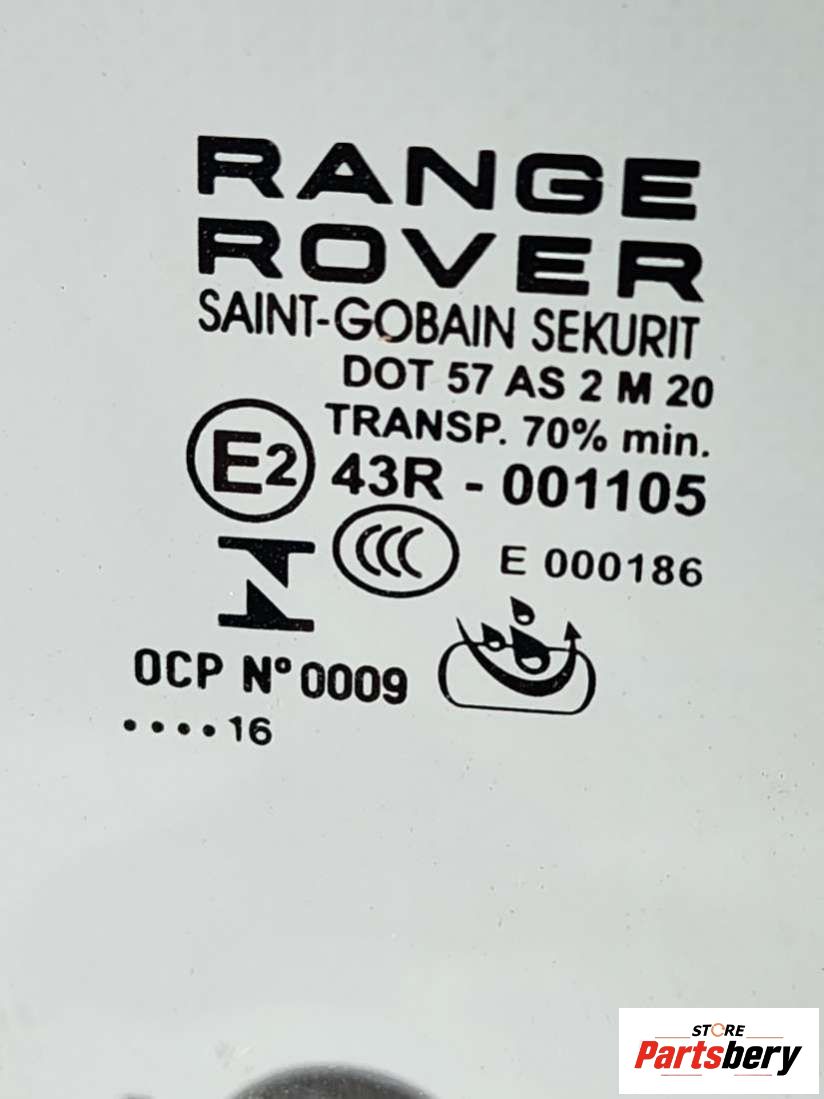 RANGE
ROVER
SAINT-GOBAIN SEKURIT
DOT 57 AS 2 M 20
TRANSP. 70% min.
E2 43R - 001105
CCC E 000186
OCP N° 0009
••••16
STORE
Partsbery